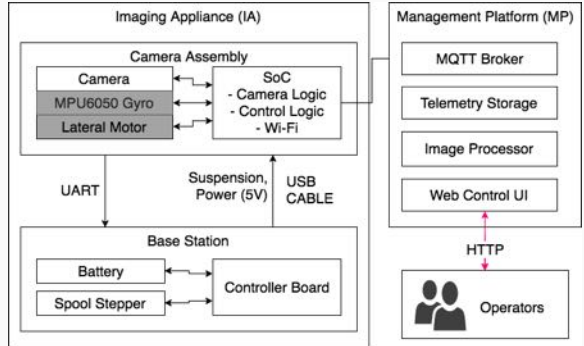 Imaging Appliance (IA)
Camera Assembly
Camera
MPU6050 Gyro
Lateral Motor
SoC
- Camera Logic
- Control Logic
- Wi-Fi
UART
Suspension,
Power (5V)
USB
CABLE
Base Station
Battery
Spool Stepper
Controller Board
Management Platform (MP)
MQTT Broker
Telemetry Storage
Image Processor
Web Control UI
HTTP
Operators